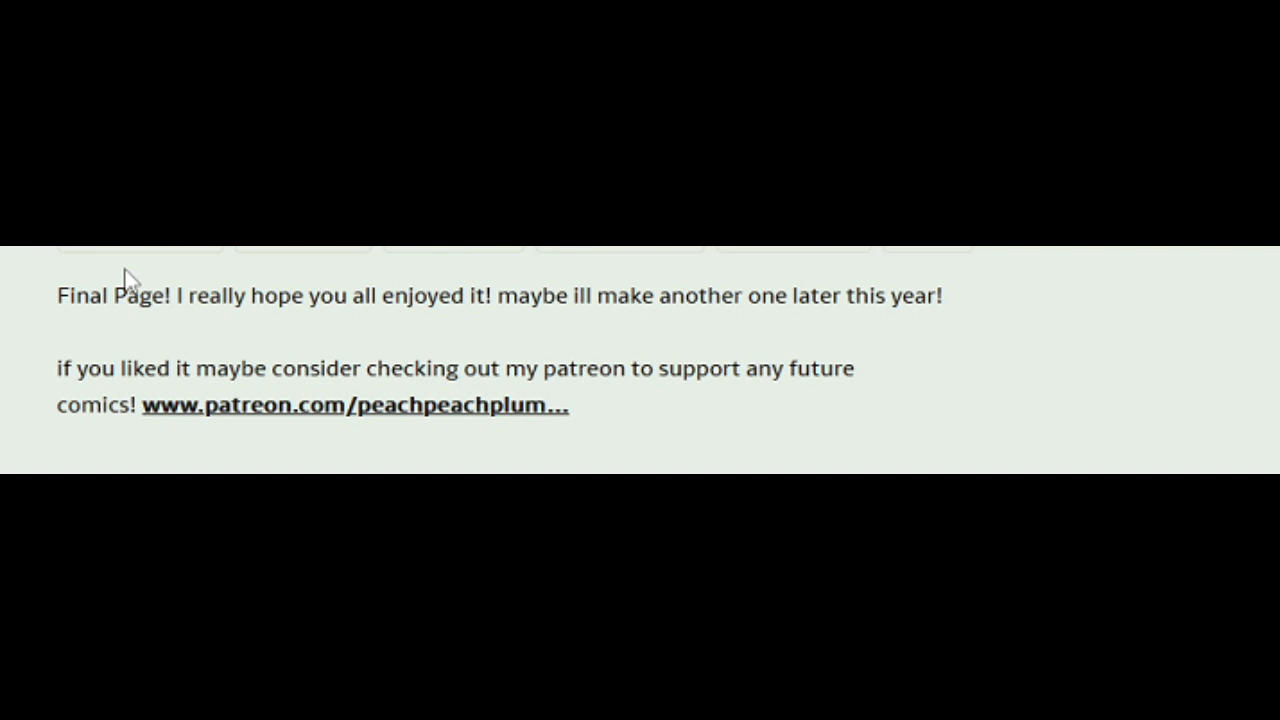 Final Page! I really hope you all enjoyed it! maybe ill make another one later this year!
if you liked it maybe consider checking out my patreon to support any future
comics! www.patreon.com/peachpeachplum...